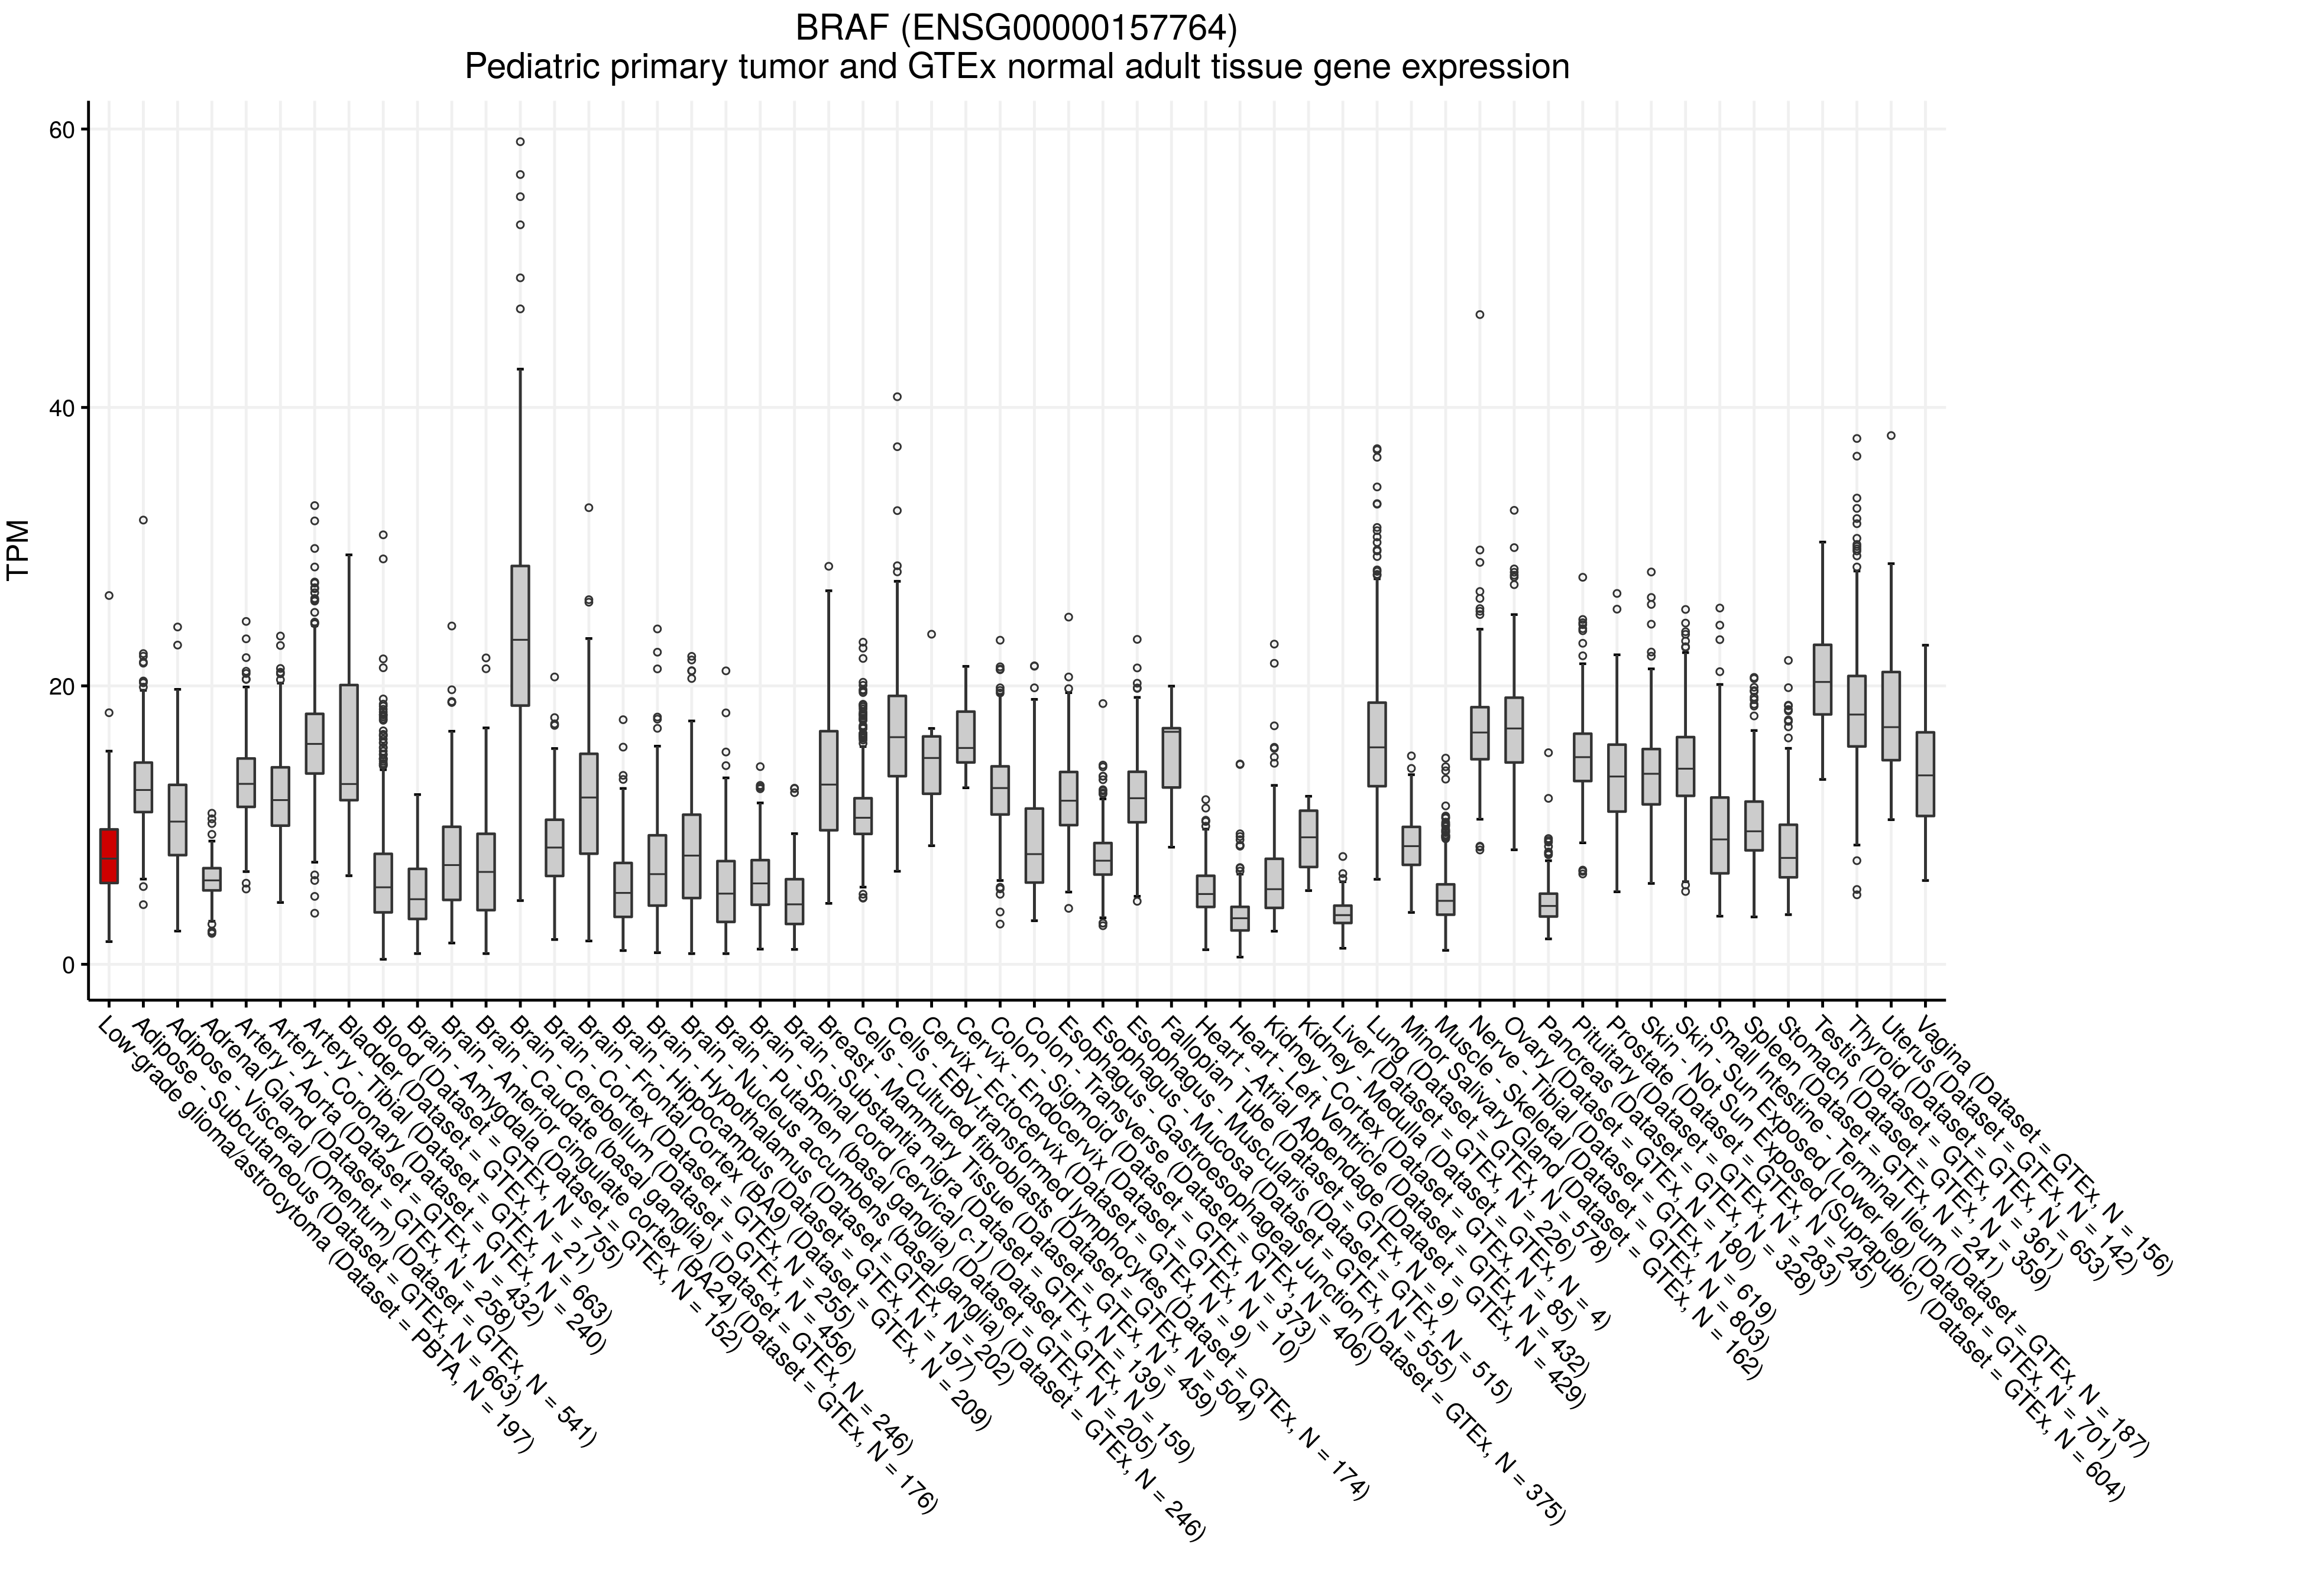 BRAF (ENSG00000157764)
Pediatric primary tumor and GTEx normal adult tissue gene expression
TPM
60
40
20
0
Low-grade glioma/astrocytoma (Dataset = PBTA, N = 197)
Adipose - Subcutaneous (Dataset = GTEx, N = 663)
Adipose - Visceral (Omentum) (Dataset = GTEx, N = 541)
Adrenal Gland (Dataset = GTEx, N = 258)
Artery - Aorta (Dataset = GTEx, N = 432)
Artery - Coronary (Dataset = GTEx, N = 240)
Artery - Tibial (Dataset = GTEx, N = 663)
Bladder (Dataset = GTEx, N = 21)
Blood (Dataset = GTEx, N = 755)
Brain - Amygdala (Dataset = GTEx, N = 152)
Brain - Anterior cingulate cortex (BA24) (Dataset = GTEx, N = 176)
Brain - Caudate (basal ganglia) (Dataset = GTEx, N = 246)
Brain - Cerebellum (Dataset = GTEx, N = 456)
Brain - Cortex (Dataset = GTEx, N = 255)
Brain - Frontal Cortex (BA9) (Dataset = GTEx, N = 209)
Brain - Hippocampus (Dataset = GTEx, N = 197)
Brain - Hypothalamus (Dataset = GTEx, N = 202)
Brain - Nucleus accumbens (basal ganglia) (Dataset = GTEx, N = 246)
Brain - Putamen (basal ganglia) (Dataset = GTEx, N = 205)
Brain - Spinal cord (cervical c-1) (Dataset = GTEx, N = 159)
Brain - Substantia nigra (Dataset = GTEx, N = 139)
Breast - Mammary Tissue (Dataset = GTEx, N = 459)
Cells - Cultured fibroblasts (Dataset = GTEx, N = 504)
Cells - EBV-transformed lymphocytes (Dataset = GTEx, N = 174)
Cervix - Ectocervix (Dataset = GTEx, N = 9)
Cervix - Endocervix (Dataset = GTEx, N = 10)
Colon - Sigmoid (Dataset = GTEx, N = 373)
Colon - Transverse (Dataset = GTEx, N = 406)
Esophagus - Gastroesophageal Junction (Dataset = GTEx, N = 375)
Esophagus - Mucosa (Dataset = GTEx, N = 555)
Esophagus - Muscularis (Dataset = GTEx, N = 515)
Fallopian Tube (Dataset = GTEx, N = 9)
Heart - Atrial Appendage (Dataset = GTEx, N = 429)
Heart - Left Ventricle (Dataset = GTEx, N = 432)
Kidney - Cortex (Dataset = GTEx, N = 85)
Kidney - Medulla (Dataset = GTEx, N = 4)
Liver (Dataset = GTEx, N = 226)
Lung (Dataset = GTEx, N = 578)
Minor Salivary Gland (Dataset = GTEx, N = 162)
Muscle - Skeletal (Dataset = GTEx, N = 803)
Nerve - Tibial (Dataset = GTEx, N = 619)
Ovary (Dataset = GTEx, N = 180)
Pancreas (Dataset = GTEx, N = 328)
Pituitary (Dataset = GTEx, N = 283)
Prostate (Dataset = GTEx, N = 245)
Skin - Not Sun Exposed (Suprapubic) (Dataset = GTEx, N = 604)
Skin - Sun Exposed (Lower leg) (Dataset = GTEx, N = 701)
Small Intestine - Terminal Ileum (Dataset = GTEx, N = 187)
Spleen (Dataset = GTEx, N = 241)
Stomach (Dataset = GTEx, N = 359)
Testis (Dataset = GTEx, N = 361)
Thyroid (Dataset = GTEx, N = 653)
Uterus (Dataset = GTEx, N = 142)
Vagina (Dataset = GTEx, N = 156)